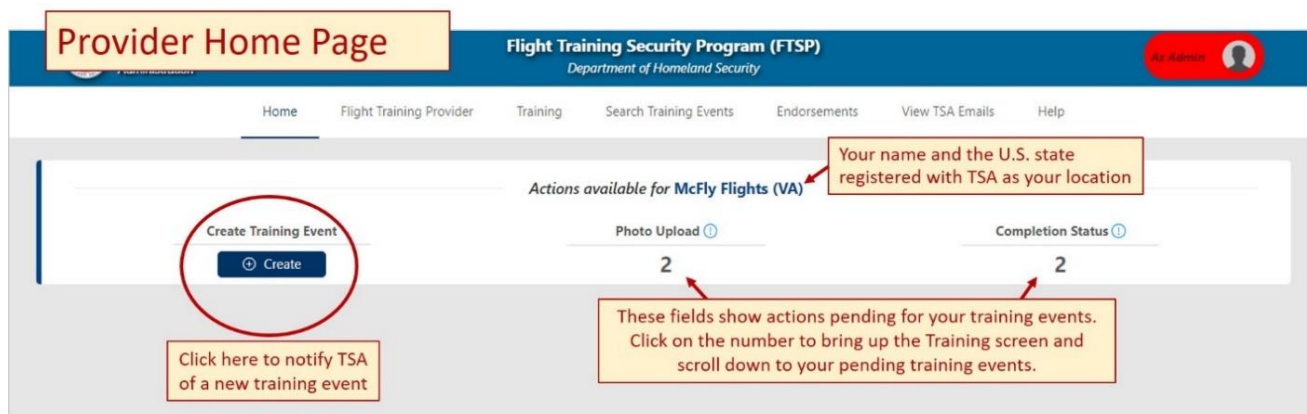 Provider Home Page
Flight Training Security Program (FTSP)
Department of Homeland Security
Administration
Az Admin
Home Flight Training Provider Training Search Training Events Endorsements View TSA Emails Help
Your name and the U.S. state
registered with TSA as your location
Actions available for McFly Flights (VA)
Create Training Event Photo Upload Completion Status
Create 2 2
These fields show actions pending for your training events.
Click on the number to bring up the Training screen and
scroll down to your pending training events.
Click here to notify TSA
of a new training event